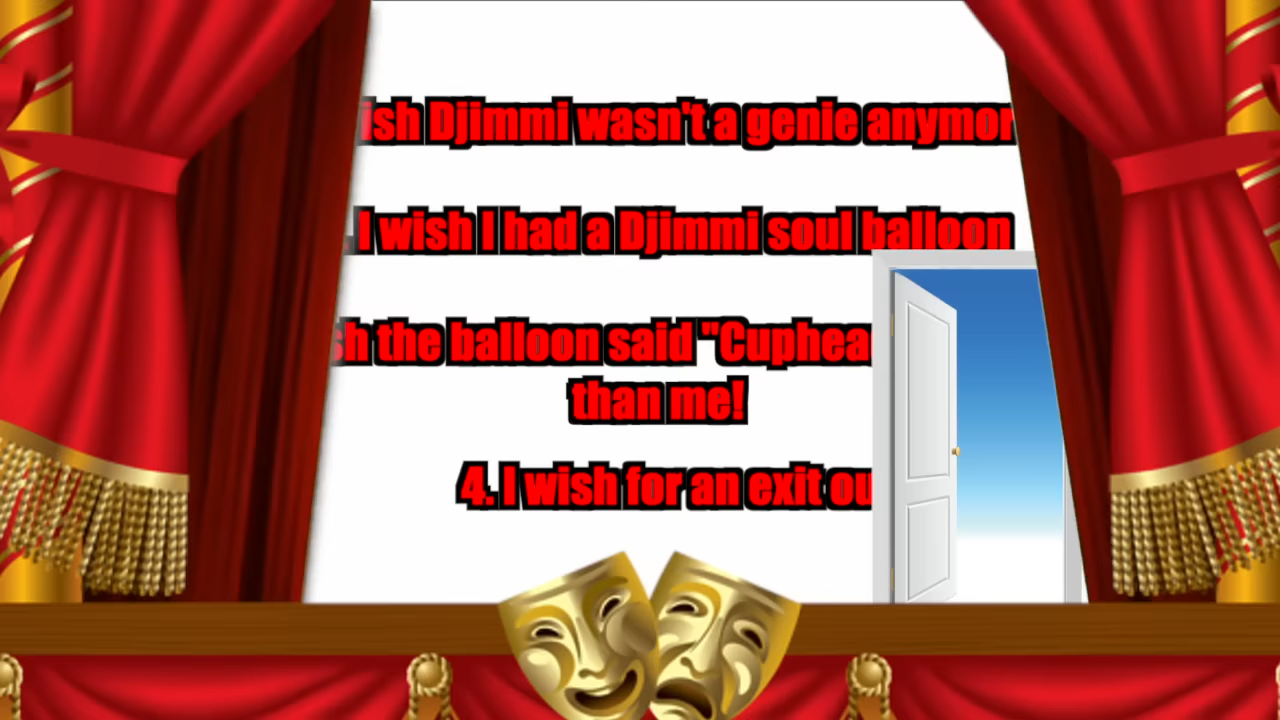 ish Djimmi wasn't a genie anymor
. I wish I had a Djimmi soul balloon
sh the balloon said "Cuphea
than me!
4. I wish for an exit ou